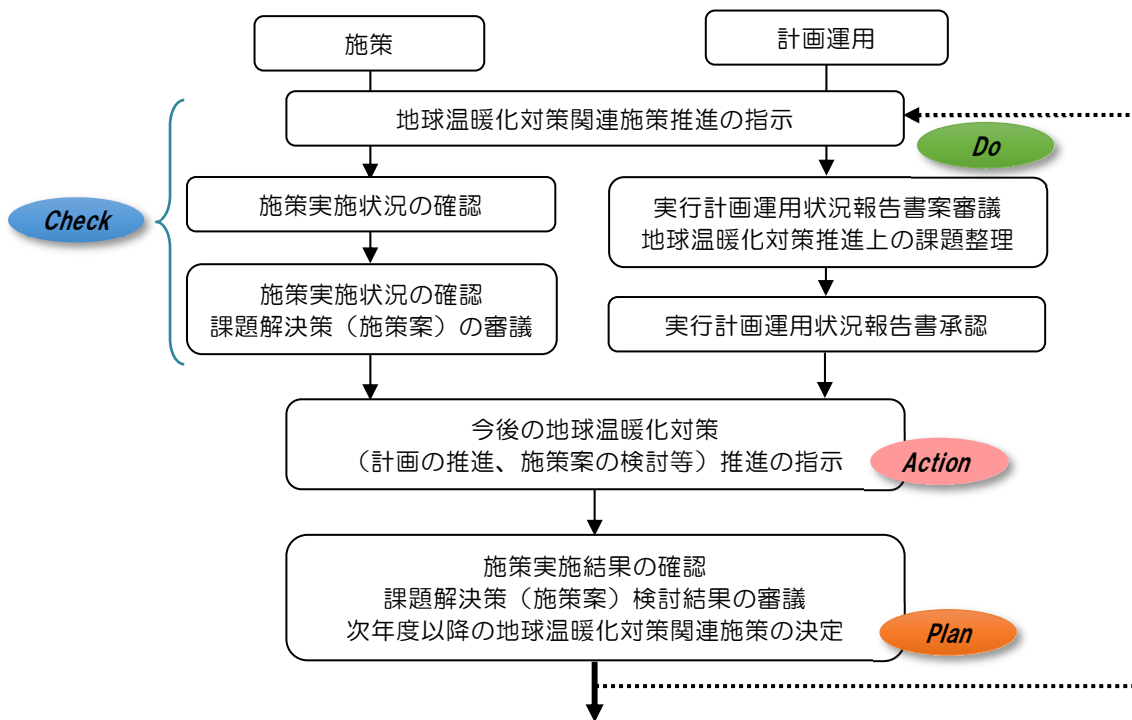 施策
計画運用
地球温暖化対策関連施策推進の指示
Do
Check
施策実施状況の確認
実行計画運用状況報告書案審議
地球温暖化対策推進上の課題整理
施策実施状況の確認
課題解決策（施策案）の審議
実行計画運用状況報告書承認
今後の地球温暖化対策
（計画の推進、施策案の検討等）推進の指示
Action
施策実施結果の確認
課題解決策（施策案）検討結果の審議
次年度以降の地球温暖化対策関連施策の決定
Plan